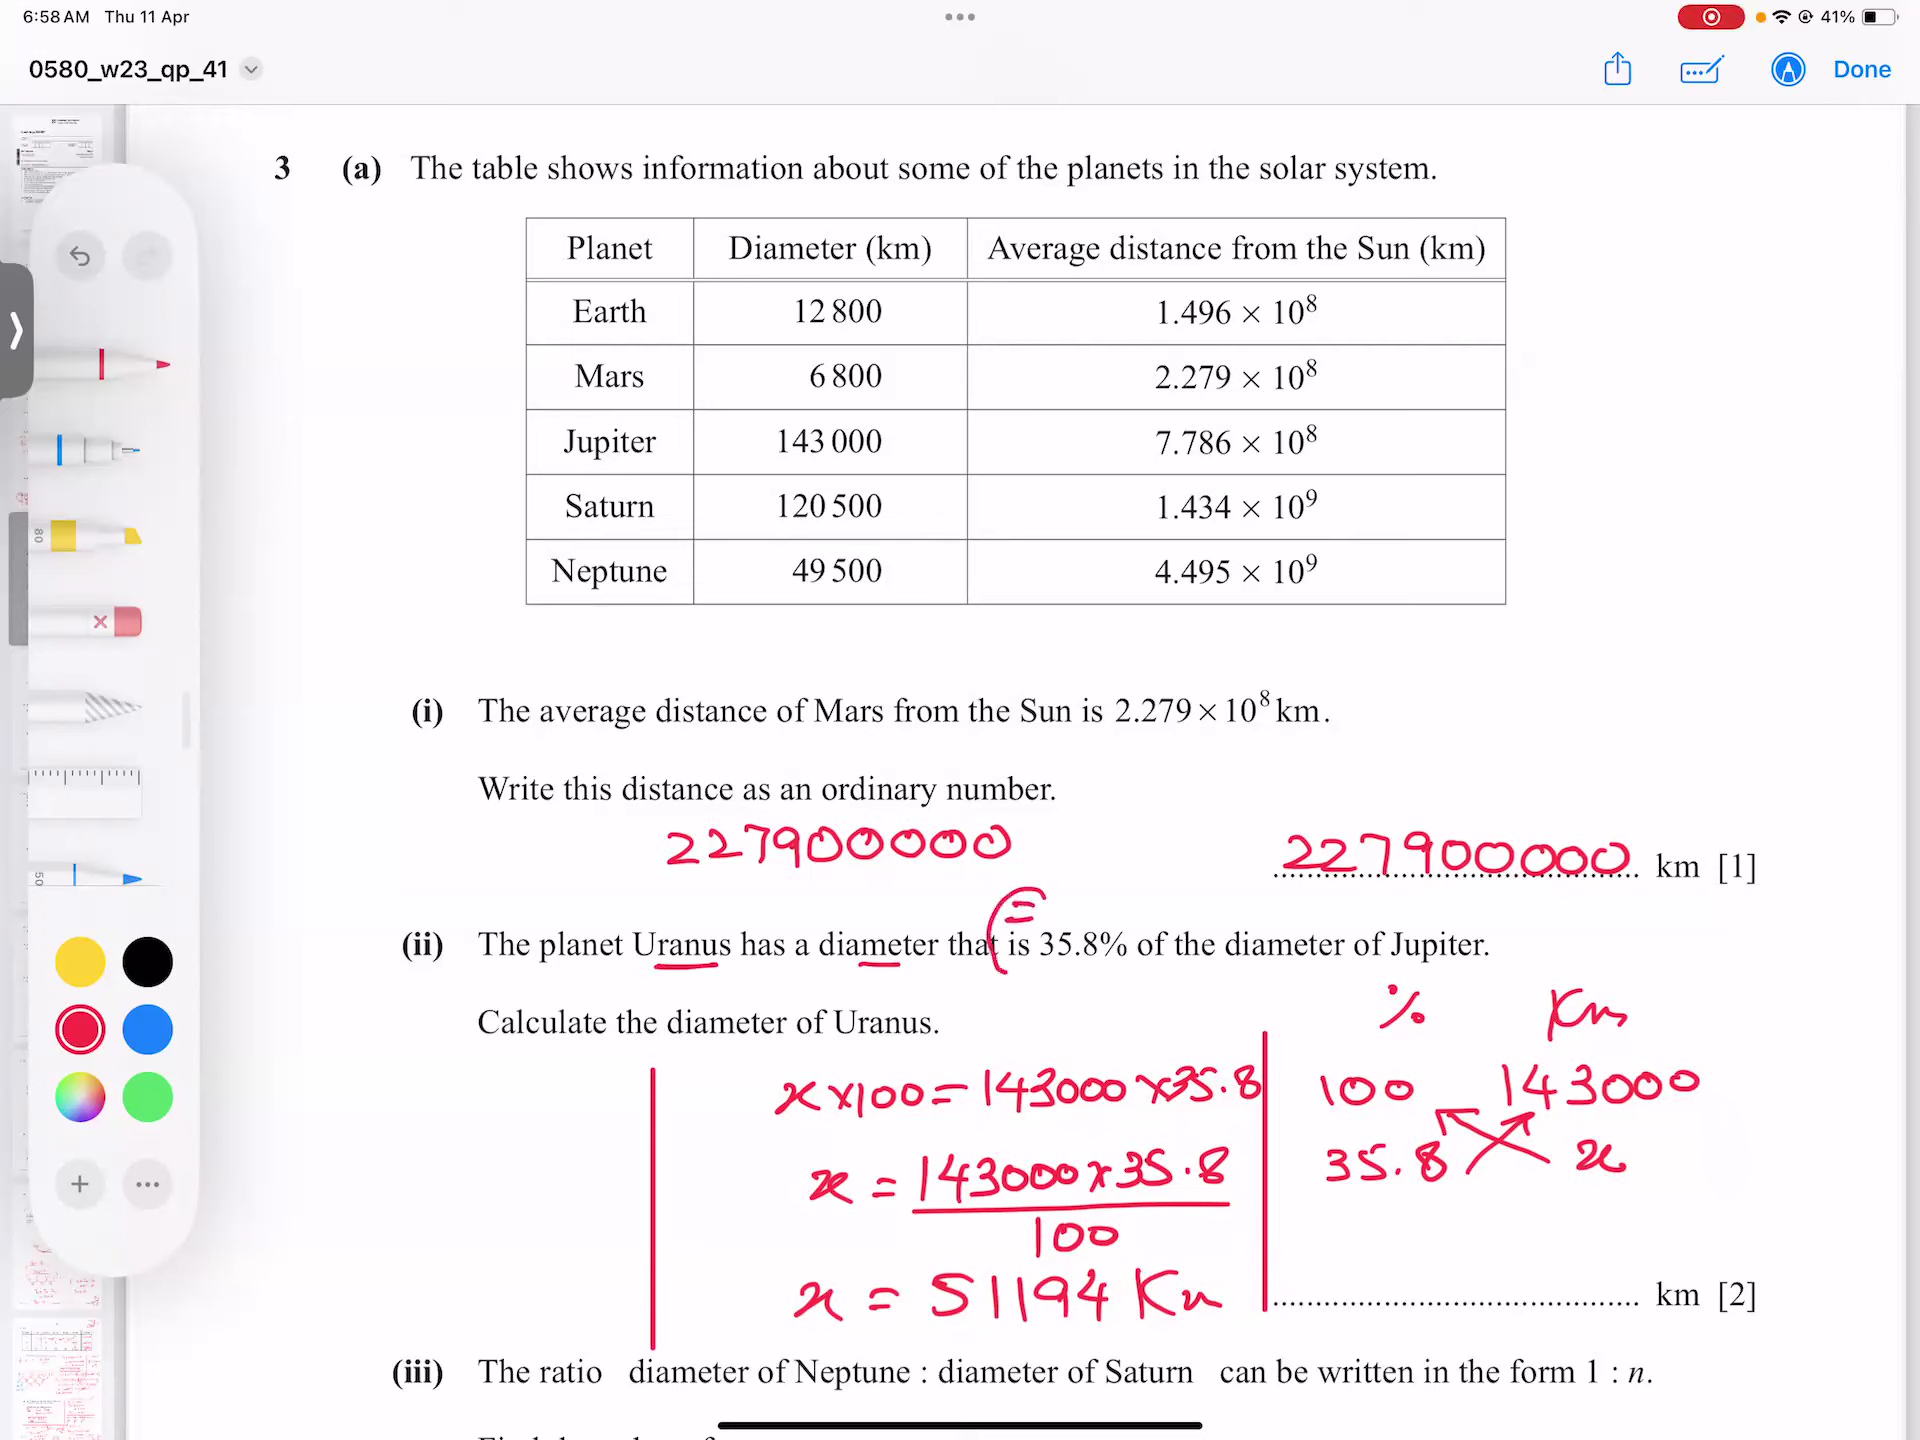 6:58 AM Thu 11 Apr
41%
0580_w23_qp_41
Done
3 (a) The table shows information about some of the planets in the solar system.
Planet Diameter (km) Average distance from the Sun (km)
Earth 12 800 1.496 × 10⁸
Mars 6 800 2.279 × 10⁸
Jupiter 143 000 7.786 × 10⁸
Saturn 120 500 1.434 × 10⁹
Neptune 49 500 4.495 × 10⁹
80
50
(i) The average distance of Mars from the Sun is 2.279 × 10⁸ km.
Write this distance as an ordinary number.
227900000
227900000 km [1]
=
(ii) The planet Uranus has a diameter that is 35.8% of the diameter of Jupiter.
Calculate the diameter of Uranus.
% Km
x × 100 = 143000 × 35.8
100 143000
35.8 x
x = 143000 × 35.8
100
x = 51194 Km
km [2]
(iii) The ratio diameter of Neptune : diameter of Saturn can be written in the form 1 : n.